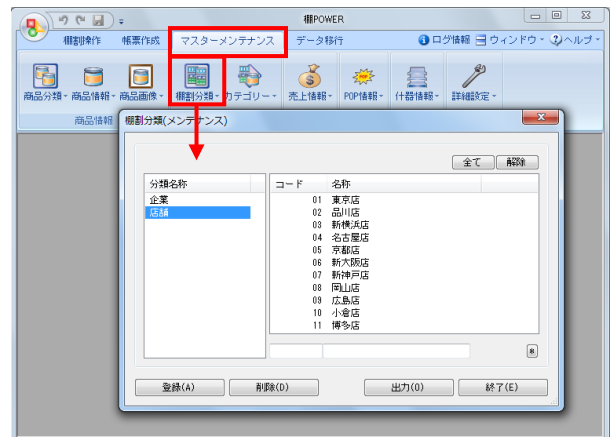 棚POWER
棚割操作 帳票作成 マスターメンテナンス データ移行 ログ情報 ウィンドウ ヘルプ
商品分類 商品情報 商品画像 棚割分類 カテゴリー 売上情報 POP情報 什器情報 詳細設定
商品情報
棚割分類(メンテナンス)
全て 解除
分類名称 コード 名称
企業 01 東京店
店舗 02 品川店
03 新横浜店
04 名古屋店
05 京都店
06 新大阪店
07 新神戸店
08 岡山店
09 広島店
10 小倉店
11 博多店
登録(A) 削除(D) 出力(O) 終了(E)